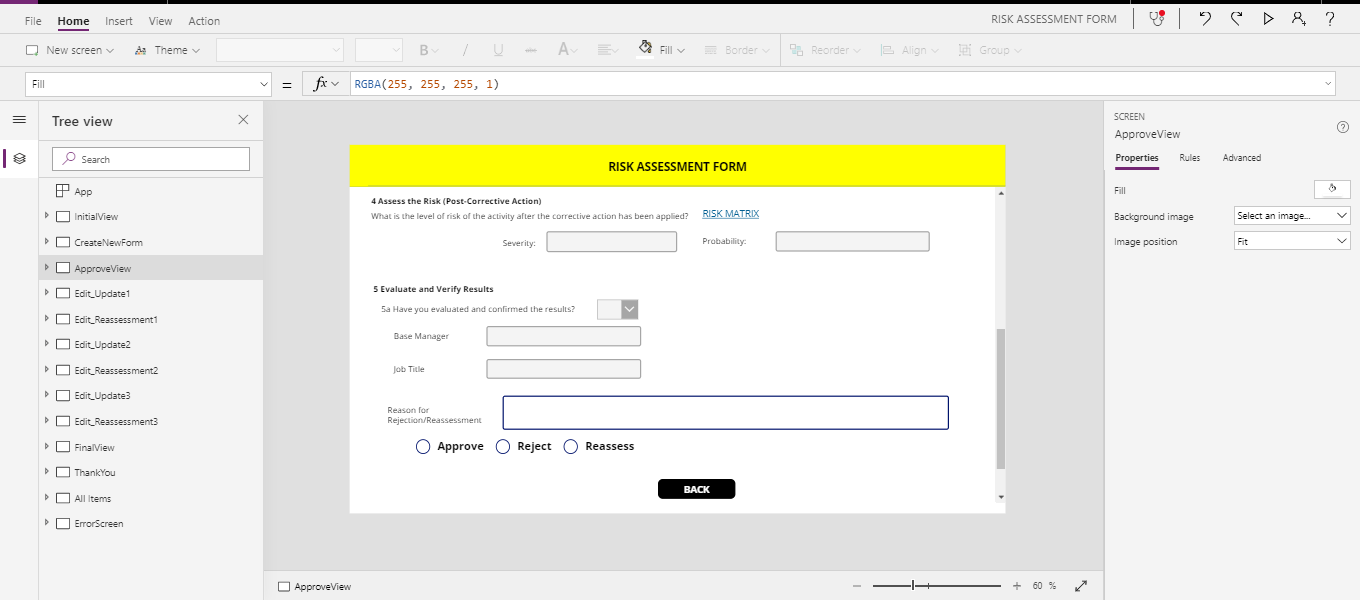 File Home Insert View Action RISK ASSESSMENT FORM ?
New screen Theme B / U abc A Fill Border Reorder Align Group
Fill = fx RGBA(255, 255, 255, 1)
Tree view
Search
App
InitialView
CreateNewForm
ApproveView
Edit_Update1
Edit_Reassessment1
Edit_Update2
Edit_Reassessment2
Edit_Update3
Edit_Reassessment3
FinalView
ThankYou
All Items
ErrorScreen
RISK ASSESSMENT FORM
4 Assess the Risk (Post-Corrective Action)
What is the level of risk of the activity after the corrective action has been applied? RISK MATRIX
Severity: Probability:
5 Evaluate and Verify Results
5a Have you evaluated and confirmed the results?
Base Manager
Job Title
Reason for
Rejection/Reassessment
Approve Reject Reassess
BACK
ApproveView
60 %
SCREEN
ApproveView
Properties Rules Advanced
Fill
Background image Select an image...
Image position Fit